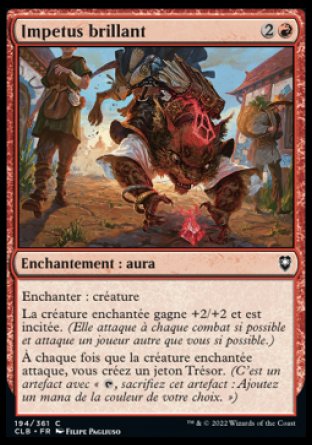 Impetus brillant 2
Enchantement : aura
Enchanter : créature
La créature enchantée gagne +2/+2 et est
incitée. (Elle attaque à chaque combat si possible
et attaque un joueur autre que vous si possible.)
À chaque fois que la créature enchantée
attaque, vous créez un jeton Trésor. (C'est un
artefact avec « , sacrifiez cet artefact : Ajoutez
un mana de la couleur de votre choix. »)
194/361 C
CLB • FR Filipe Pagliuso ™ & © 2022 Wizards of the Coast